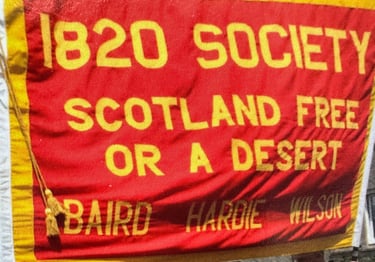 1820 SOCIETY
SCOTLAND FREE
OR A DESERT
BAIRD HARDIE WILSON